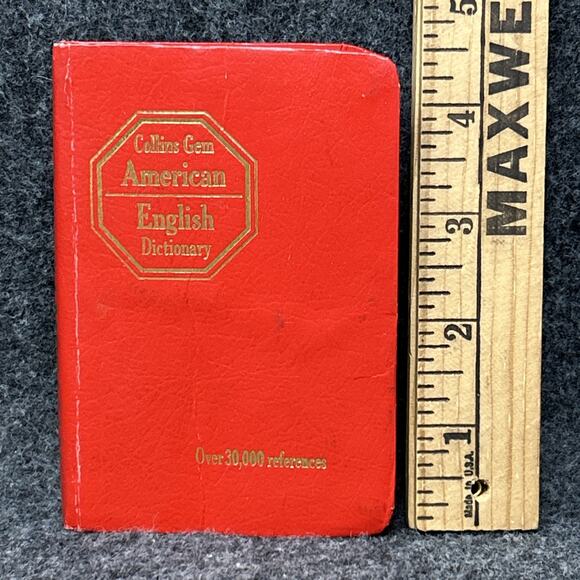 Collins Gem
American
English
Dictionary
Over 30,000 references
5
4
3
2
1
MAXWE
Made in U.S.A.